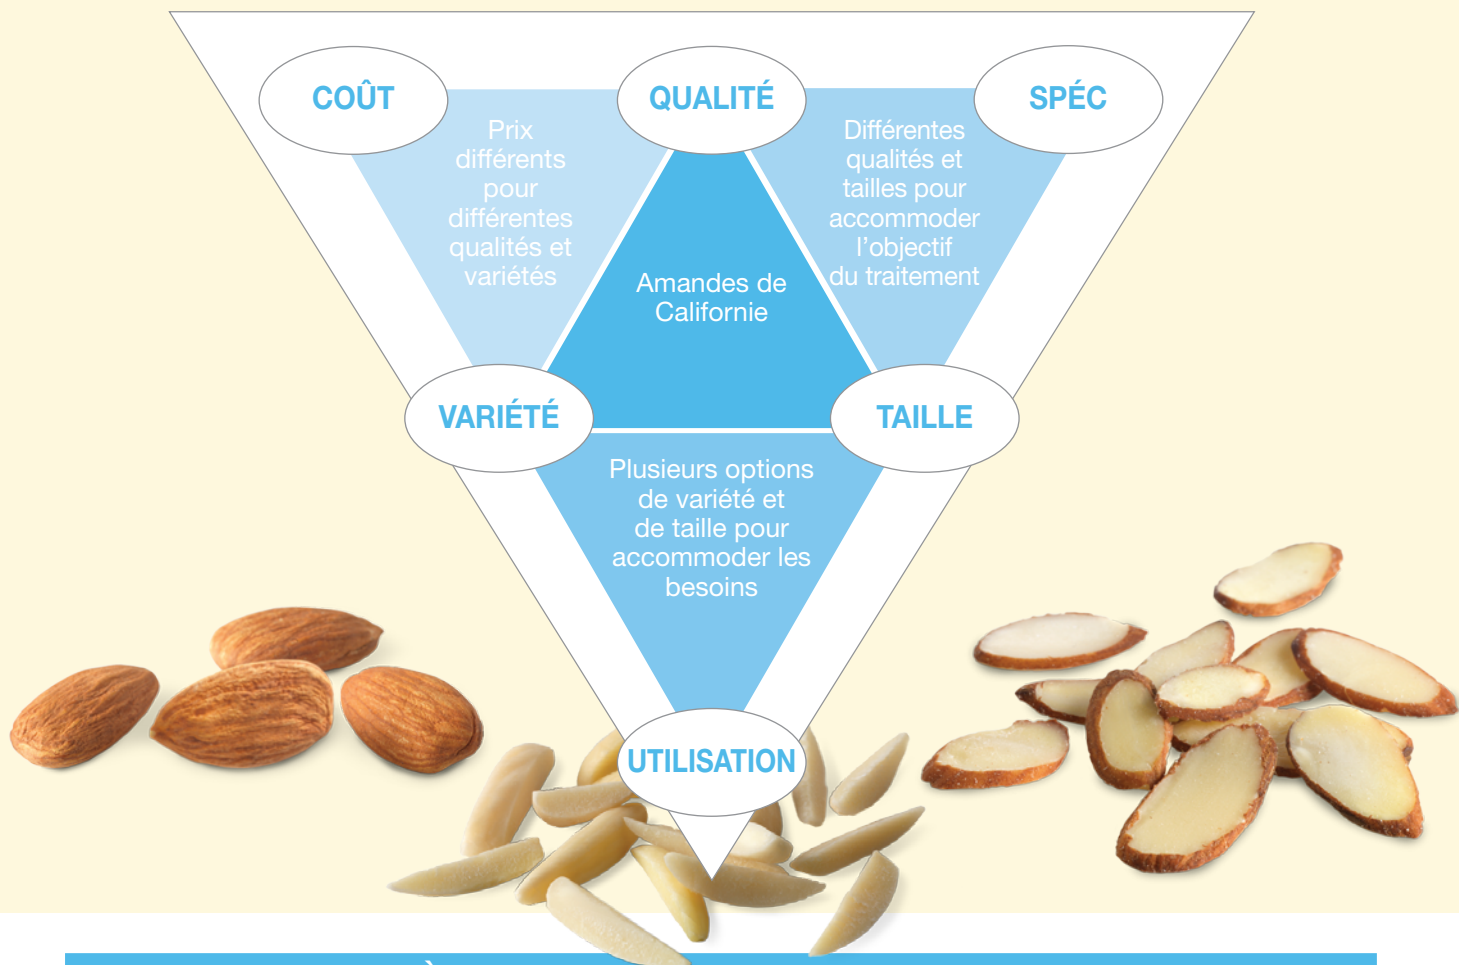 COÛT
QUALITÉ
SPÉC
Prix
différents
pour
différentes
qualités et
variétés
Différentes
qualités et
tailles pour
accommoder
l’objectif
du traitement
Amandes de
Californie
VARIÉTÉ
TAILLE
Plusieurs options
de variété et
de taille pour
accommoder les
besoins
UTILISATION